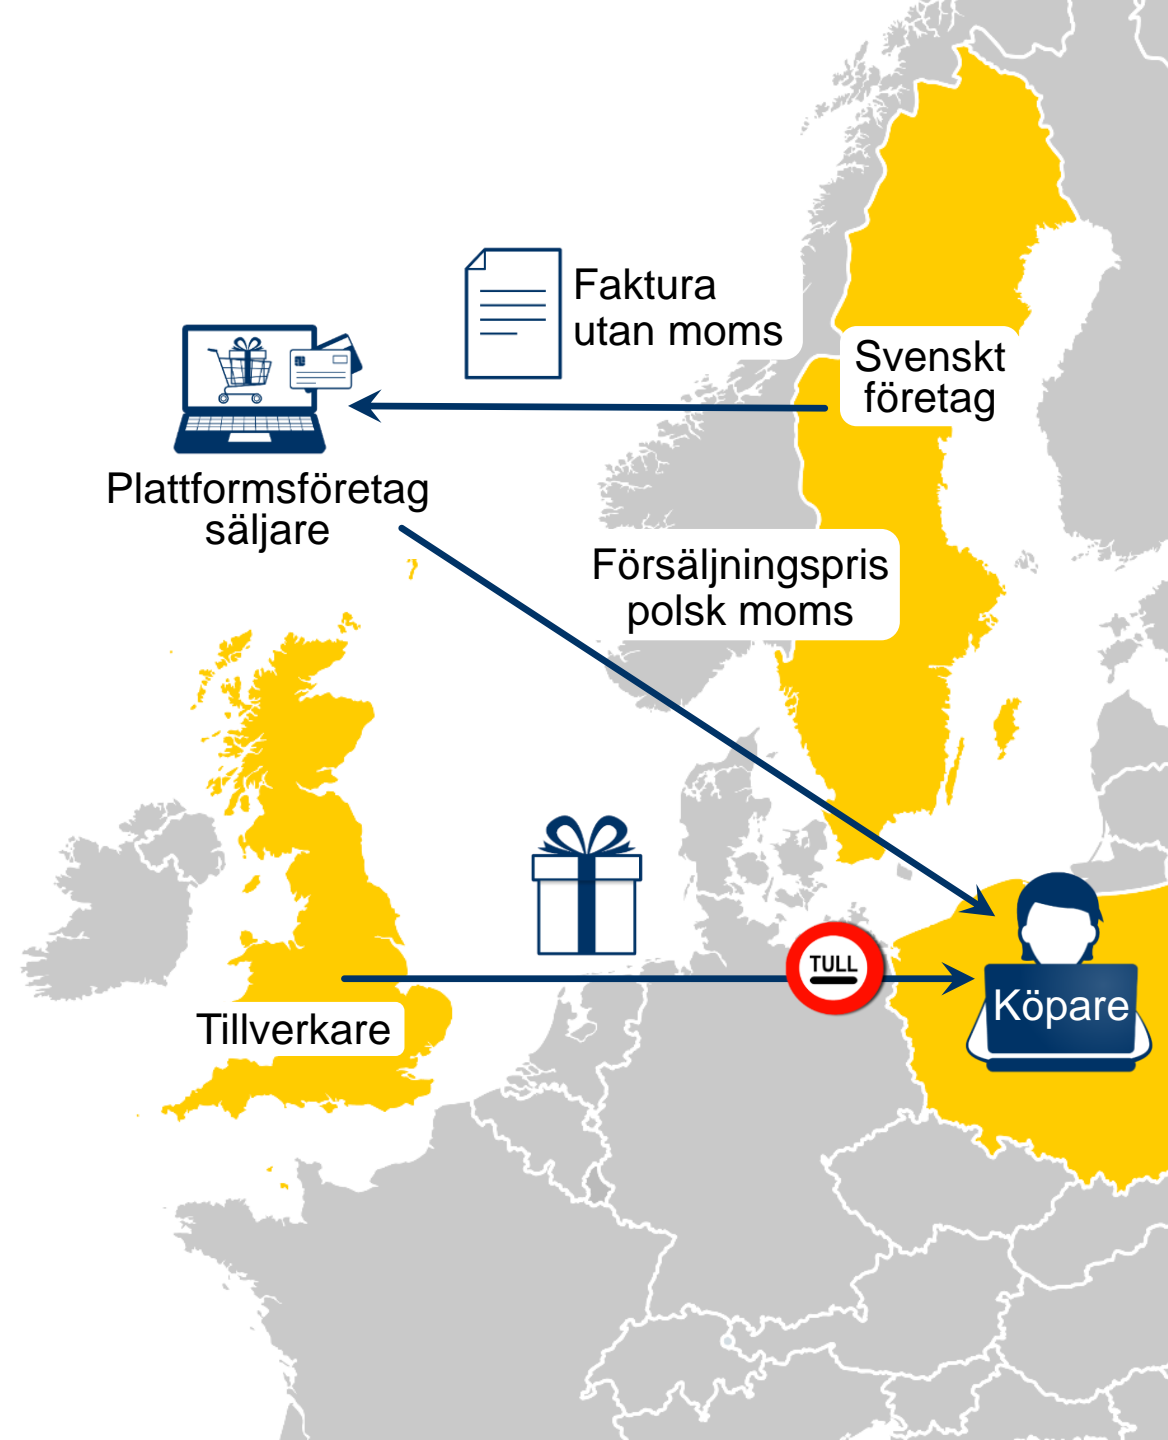 Faktura
utan moms
Svenskt
företag
Plattformsföretag
säljare
Försäljningspris
polsk moms
TULL
Köpare
Tillverkare